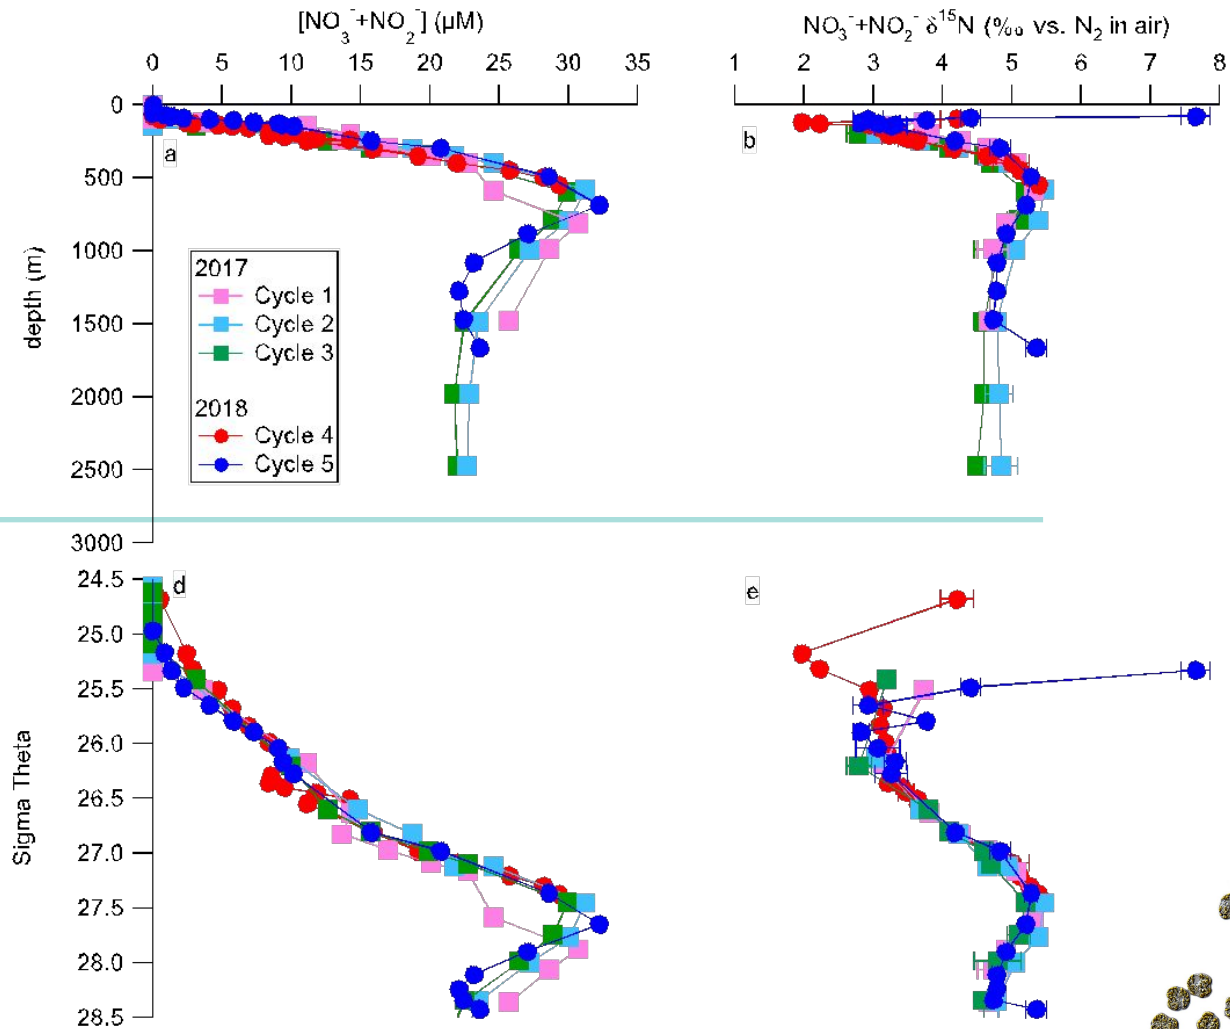 [NO₃⁻+NO₂⁻] (µM)
0 5 10 15 20 25 30 35
NO₃⁻+NO₂⁻ δ¹⁵N (‰ vs. N₂ in air)
1 2 3 4 5 6 7 8
depth (m)
0
500
1000
1500
2000
2500
3000
a
b
2017
Cycle 1
Cycle 2
Cycle 3
2018
Cycle 4
Cycle 5
Sigma Theta
24.5
25.0
25.5
26.0
26.5
27.0
27.5
28.0
28.5
d
e